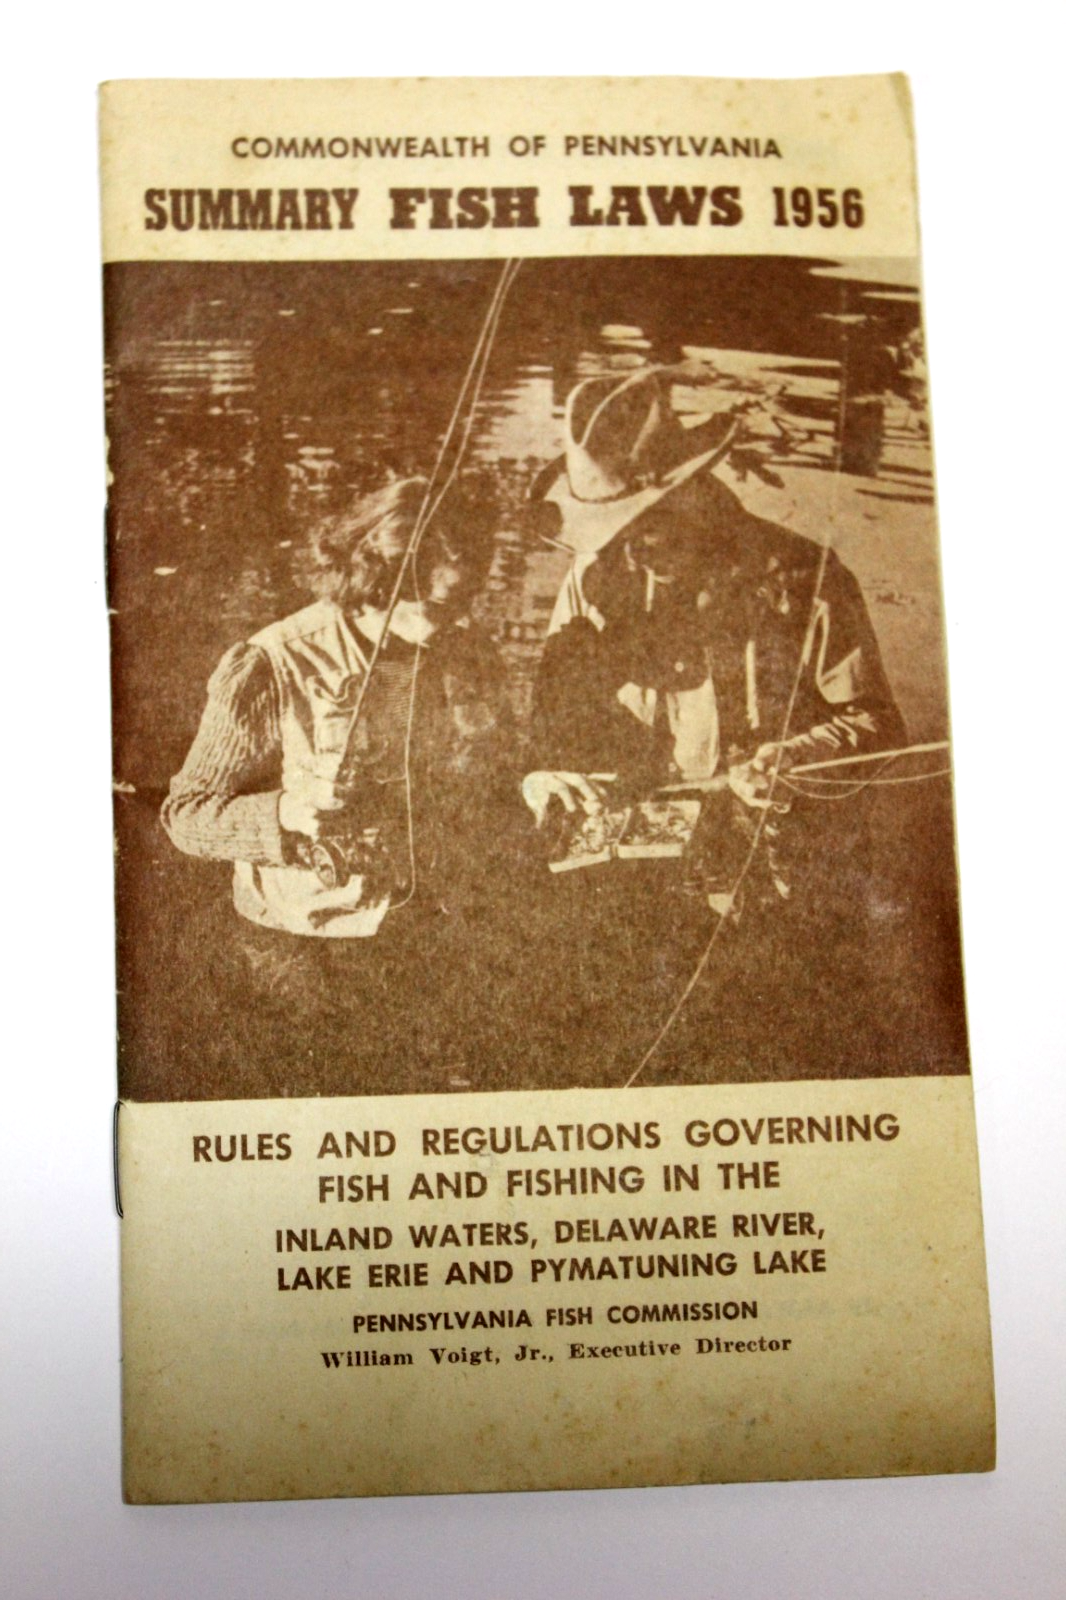 COMMONWEALTH OF PENNSYLVANIA
SUMMARY FISH LAWS 1956
RULES AND REGULATIONS GOVERNING
FISH AND FISHING IN THE
INLAND WATERS, DELAWARE RIVER,
LAKE ERIE AND PYMATUNING LAKE
PENNSYLVANIA FISH COMMISSION
William Voigt, Jr., Executive Director